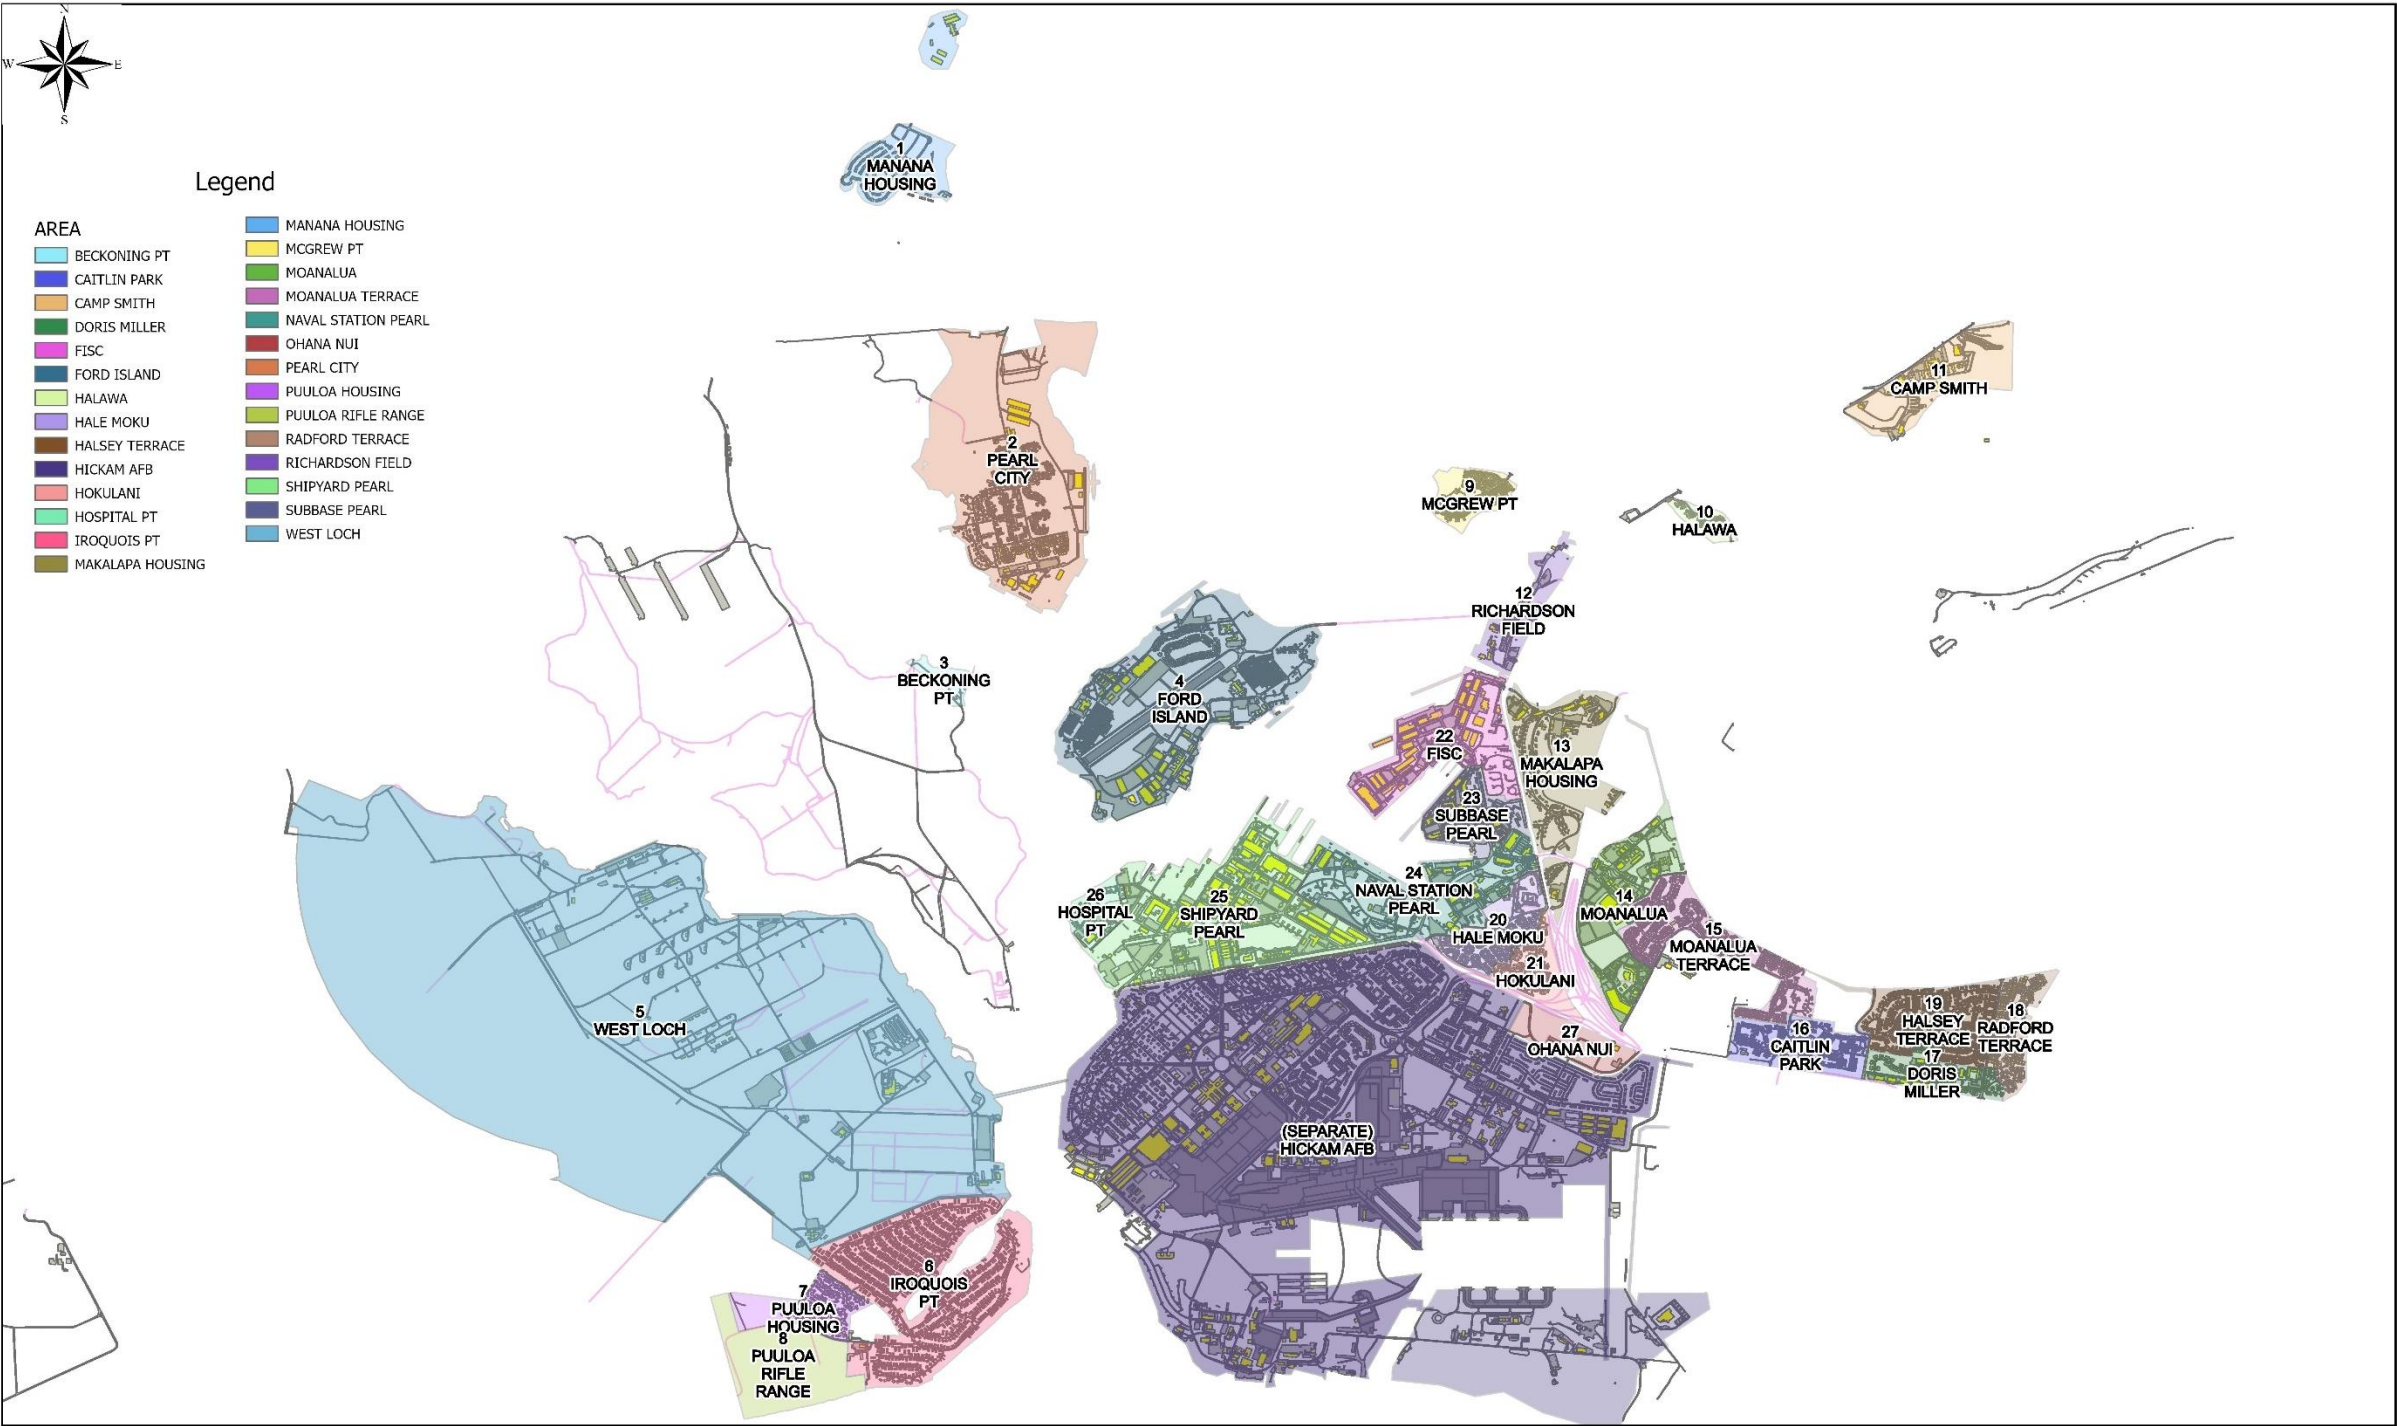 N
W
E
S
Legend
AREA
BECKONING PT
CAITLIN PARK
CAMP SMITH
DORIS MILLER
FISC
FORD ISLAND
HALAWA
HALE MOKU
HALSEY TERRACE
HICKAM AFB
HOKULANI
HOSPITAL PT
IROQUOIS PT
MAKALAPA HOUSING
MANANA HOUSING
MCGREW PT
MOANALUA
MOANALUA TERRACE
NAVAL STATION PEARL
OHANA NUI
PEARL CITY
PUULOA HOUSING
PUULOA RIFLE RANGE
RADFORD TERRACE
RICHARDSON FIELD
SHIPYARD PEARL
SUBBASE PEARL
WEST LOCH
1
MANANA
HOUSING
2
PEARL
CITY
3
BECKONING
PT
4
FORD
ISLAND
5
WEST LOCH
6
IROQUOIS
PT
7
PUULOA
HOUSING
8
PUULOA
RIFLE
RANGE
9
MCGREW PT
10
HALAWA
11
CAMP SMITH
12
RICHARDSON
FIELD
13
MAKALAPA
HOUSING
14
MOANALUA
15
MOANALUA
TERRACE
16
CAITLIN
PARK
17
DORIS
MILLER
18
RADFORD
TERRACE
19
HALSEY
TERRACE
20
HALE MOKU
21
HOKULANI
22
FISC
23
SUBBASE
PEARL
24
NAVAL STATION
PEARL
25
SHIPYARD
PEARL
26
HOSPITAL
PT
27
OHANA NUI
(SEPARATE)
HICKAM AFB